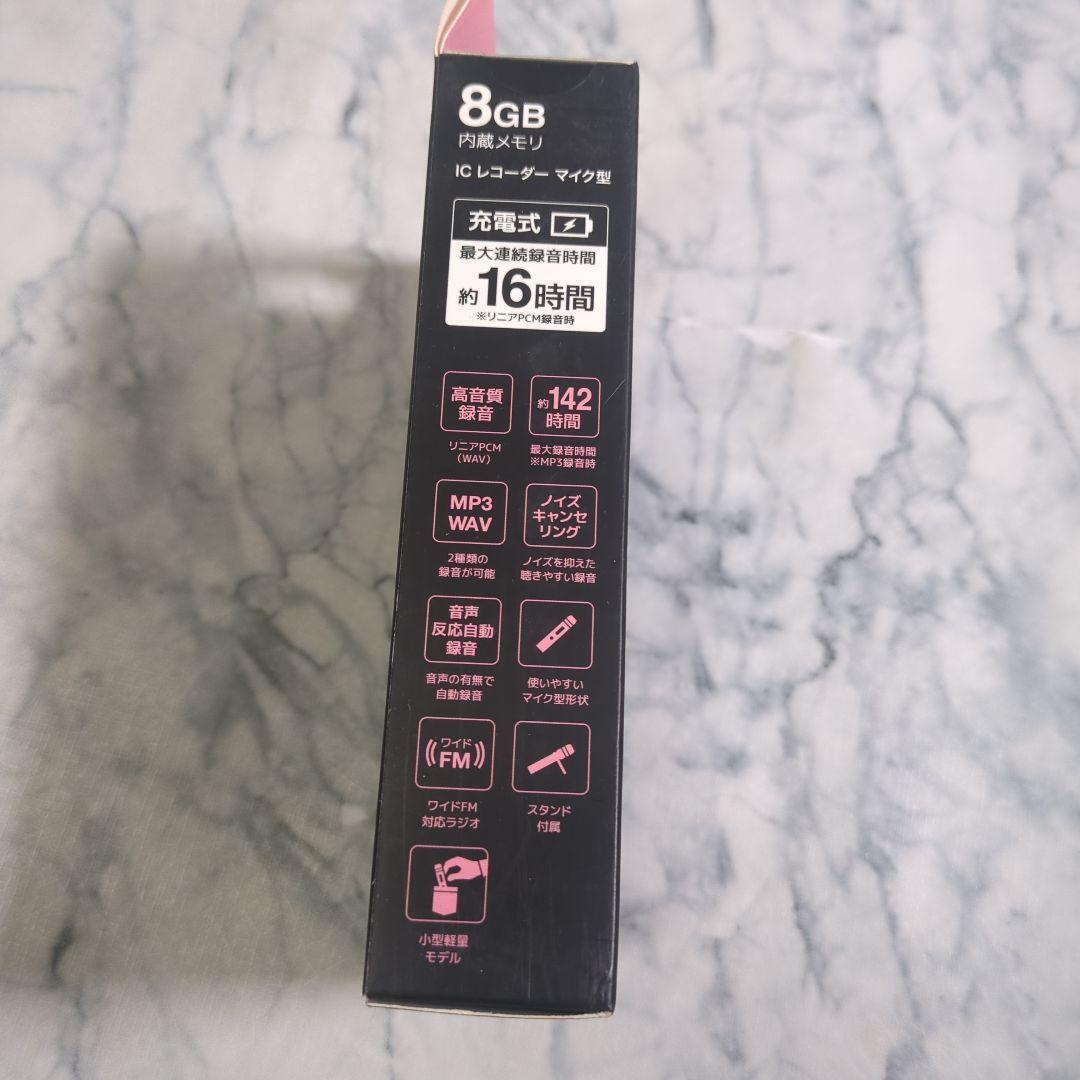 8GB
内蔵メモリ
IC レコーダー マイク型
充電式
最大連続録音時間
約16時間
※リニアPCM録音時
高音質
録音
リニアPCM
（WAV）
約142
時間
最大録音時間
※MP3録音時
MP3
WAV
2種類の
録音が可能
ノイズ
キャンセ
リング
ノイズを抑えた
聴きやすい録音
音声
反応自動
録音
音声の有無で
自動録音
使いやすい
マイク型形状
ワイド
FM
ワイドFM
対応ラジオ
スタンド
付属
小型軽量
モデル